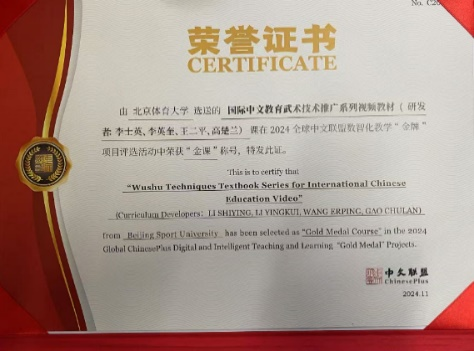 No. C20
荣誉证书
CERTIFICATE
由 北京体育大学 选送的 国际中文教育武术技术推广系列视频教材（ 研发
者: 李士英、李英奎、王二平、高楚兰） 课在 2024 全球中文联盟数智化教学 “金牌”
项目评选活动中荣获 “金课” 称号，特发此证。
This is to certify that
“Wushu Techniques Textbook Series for International Chinese
Education Video”
(Curriculum Developers: LI SHIYING, LI YINGKUI, WANG ERPING, GAO CHULAN)
from Beijing Sport University has been selected as “Gold Medal Course” in the 2024
Global ChinesePlus Digital and Intelligent Teaching and Learning “Gold Medal” Projects.
中文联盟
ChinesePlus
2024.11